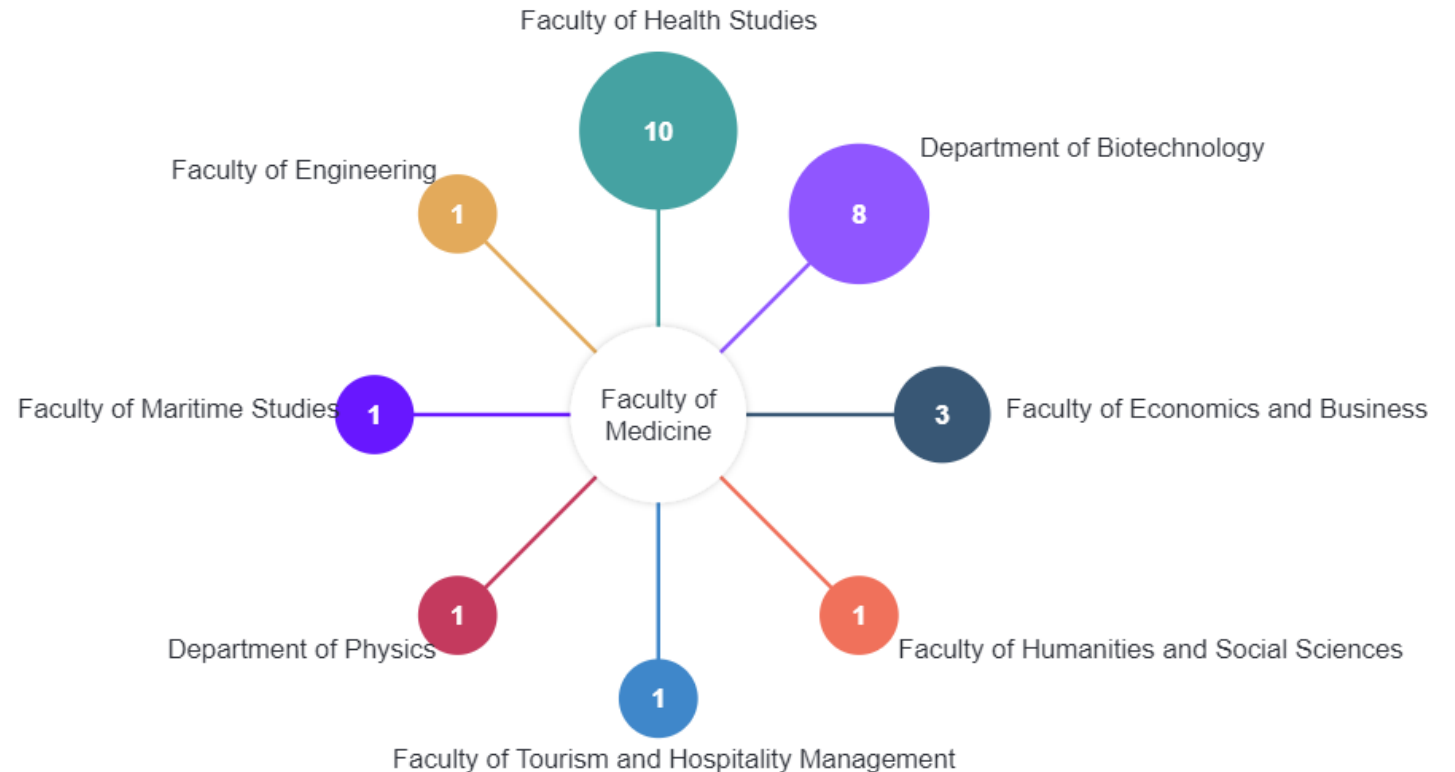 Faculty of Health Studies
10
Department of Biotechnology
8
Faculty of Engineering
1
Faculty of Medicine
Faculty of Maritime Studies
1
3
Faculty of Economics and Business
1
Department of Physics
1
Faculty of Humanities and Social Sciences
1
Faculty of Tourism and Hospitality Management